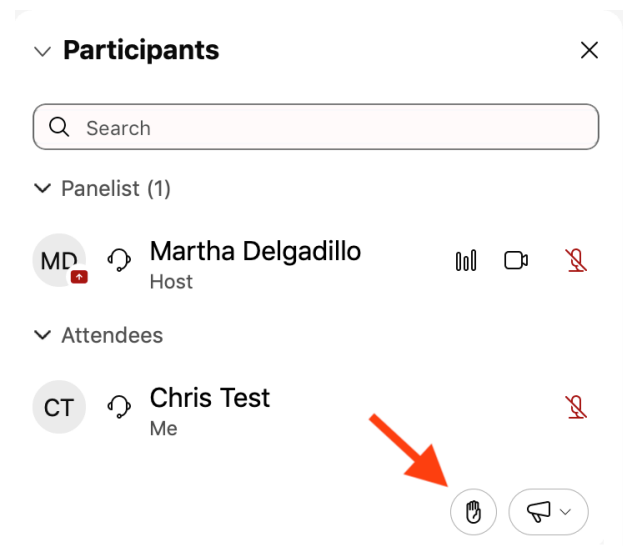 Participants
Search
Panelist (1)
MD
Martha Delgadillo
Host
Attendees
CT
Chris Test
Me